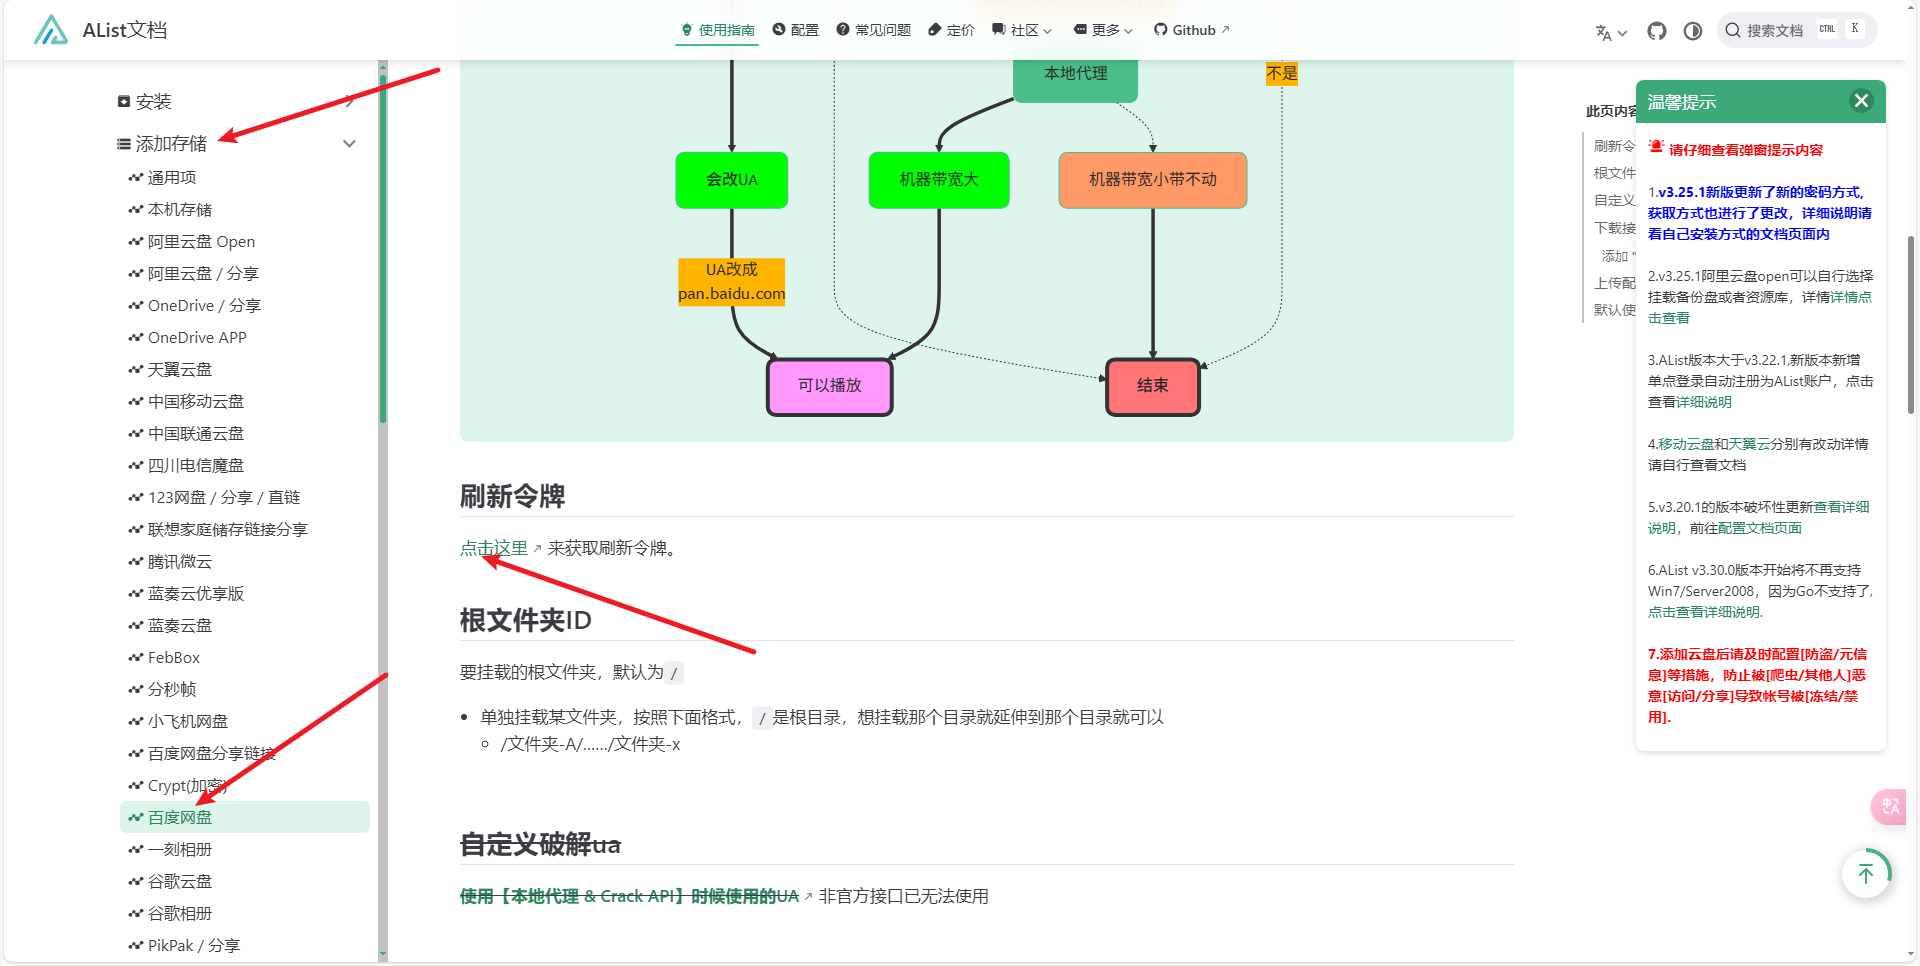 AList文档
使用指南
配置
常见问题
定价
社区
更多
Github
搜索文档
CTRL
K
安装
添加存储
通用项
本机存储
阿里云盘 Open
阿里云盘 / 分享
OneDrive / 分享
OneDrive APP
天翼云盘
中国移动云盘
中国联通云盘
四川电信魔盘
123网盘 / 分享 / 直链
联想家庭储存链接分享
腾讯微云
蓝奏云优享版
蓝奏云盘
FebBox
分秒帧
小飞机网盘
百度网盘分享链接
Crypt(加密)
百度网盘
一刻相册
谷歌云盘
谷歌相册
PikPak / 分享
本地代理
不是
会改UA
机器带宽大
机器带宽小带不动
UA改成
pan.baidu.com
可以播放
结束
刷新令牌
点击这里 来获取刷新令牌。
根文件夹ID
要挂载的根文件夹，默认为 /
单独挂载某文件夹，按照下面格式， / 是根目录，想挂载那个目录就延伸到那个目录就可以
/文件夹-A/....../文件夹-x
自定义破解ua
使用【本地代理 & Crack API】时候使用的UA 非官方接口已无法使用
此页内容
刷新令
根文件
自定义
下载接
添加 "
上传配
默认使
温馨提示
请仔细查看弹窗提示内容
1.v3.25.1新版更新了新的密码方式,
获取方式也进行了更改，详细说明请
看自己安装方式的文档页面内
2.v3.25.1阿里云盘open可以自行选择
挂载备份盘或者资源库，详情详情点
击查看
3.AList版本大于v3.22.1,新版本新增
单点登录自动注册为AList账户，点击
查看详细说明
4.移动云盘和天翼云分别有改动详情
请自行查看文档
5.v3.20.1的版本破坏性更新查看详细
说明，前往配置文档页面
6.AList v3.30.0版本开始将不再支持
Win7/Server2008，因为Go不支持了,
点击查看详细说明.
7.添加云盘后请及时配置[防盗/元信
息]等措施，防止被[爬虫/其他人]恶
意[访问/分享]导致帐号被[冻结/禁
用].